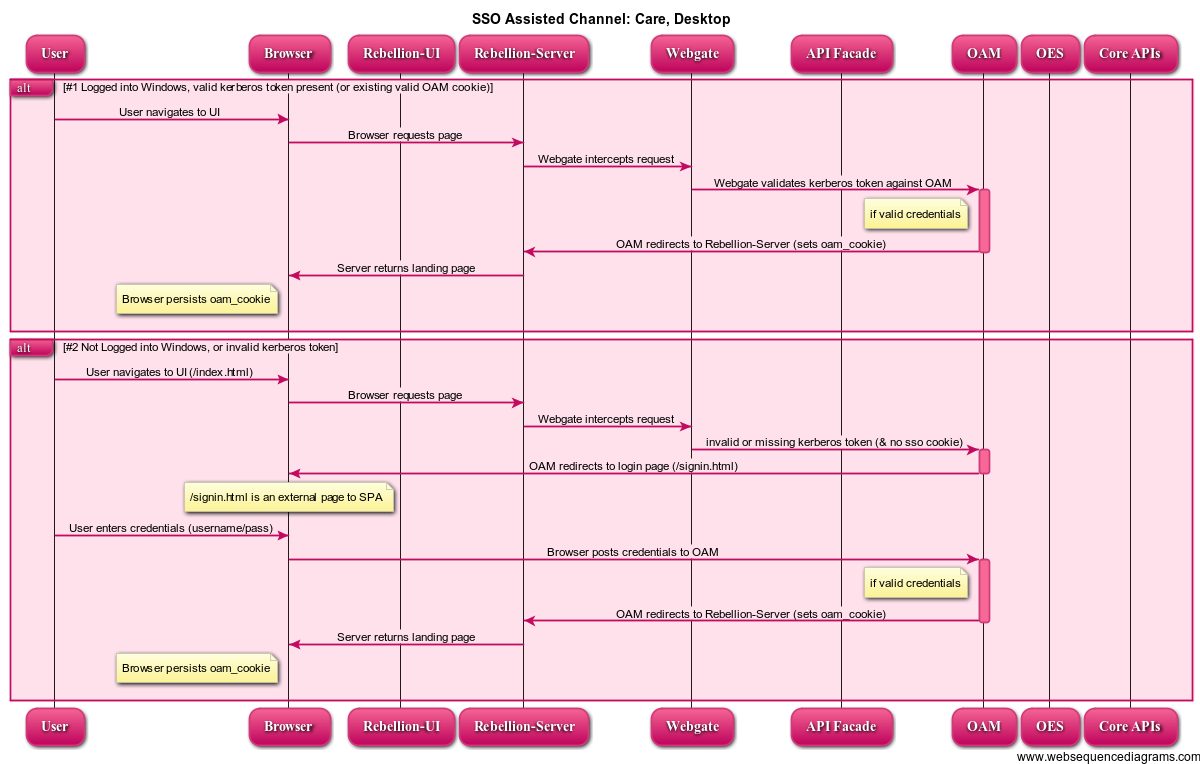 SSO Assisted Channel: Care, Desktop
User Browser Rebellion-UI Rebellion-Server Webgate API Facade OAM OES Core APIs
alt [#1 Logged into Windows, valid kerberos token present (or existing valid OAM cookie)]
User navigates to UI
Browser requests page
Webgate intercepts request
Webgate validates kerberos token against OAM
if valid credentials
OAM redirects to Rebellion-Server (sets oam_cookie)
Server returns landing page
Browser persists oam_cookie
alt [#2 Not Logged into Windows, or invalid kerberos token]
User navigates to UI (/index.html)
Browser requests page
Webgate intercepts request
invalid or missing kerberos token (& no sso cookie)
OAM redirects to login page (/signin.html)
/signin.html is an external page to SPA
User enters credentials (username/pass)
Browser posts credentials to OAM
if valid credentials
OAM redirects to Rebellion-Server (sets oam_cookie)
Server returns landing page
Browser persists oam_cookie
User Browser Rebellion-UI Rebellion-Server Webgate API Facade OAM OES Core APIs
www.websequencediagrams.com